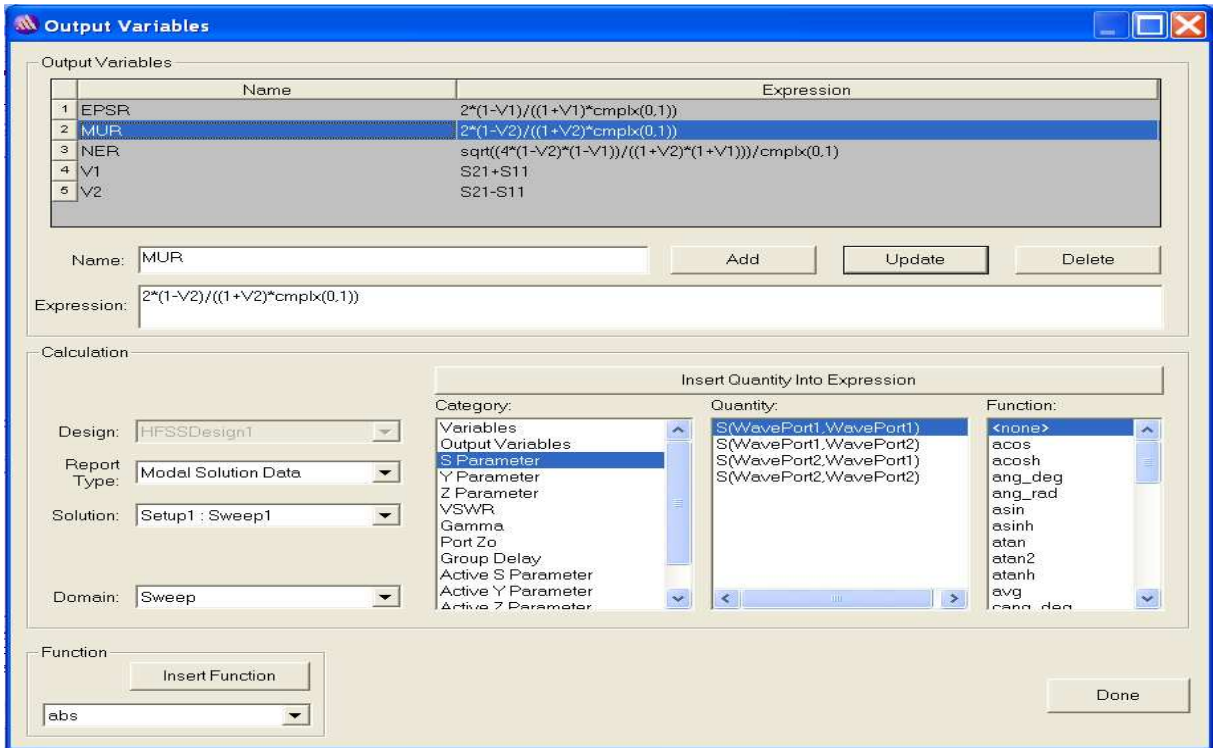 Output Variables
Output Variables
Name Expression
1 EPSR 2*(1-V1)/((1+V1)*cmplx(0,1))
2 MUR 2*(1-V2)/((1+V2)*cmplx(0,1))
3 NER sqrt((4*(1-V2)*(1-V1))/((1+V2)*(1+V1)))/cmplx(0,1)
4 V1 S21+S11
5 V2 S21-S11
Name: MUR Add Update Delete
Expression: 2*(1-V2)/((1+V2)*cmplx(0,1))
Calculation
Insert Quantity Into Expression
Category: Quantity: Function:
Design: HFSSDesign1
Report Type: Modal Solution Data
Solution: Setup1 : Sweep1
Domain: Sweep
Variables
Output Variables
S Parameter
Y Parameter
Z Parameter
VSWR
Gamma
Port Zo
Group Delay
Active S Parameter
Active Y Parameter
Active Z Parameter
S(WavePort1,WavePort1)
S(WavePort1,WavePort2)
S(WavePort2,WavePort1)
S(WavePort2,WavePort2)
<none>
acos
acosh
ang_deg
ang_rad
asin
asinh
atan
atan2
atanh
avg
cang_deg
Function
Insert Function
abs
Done